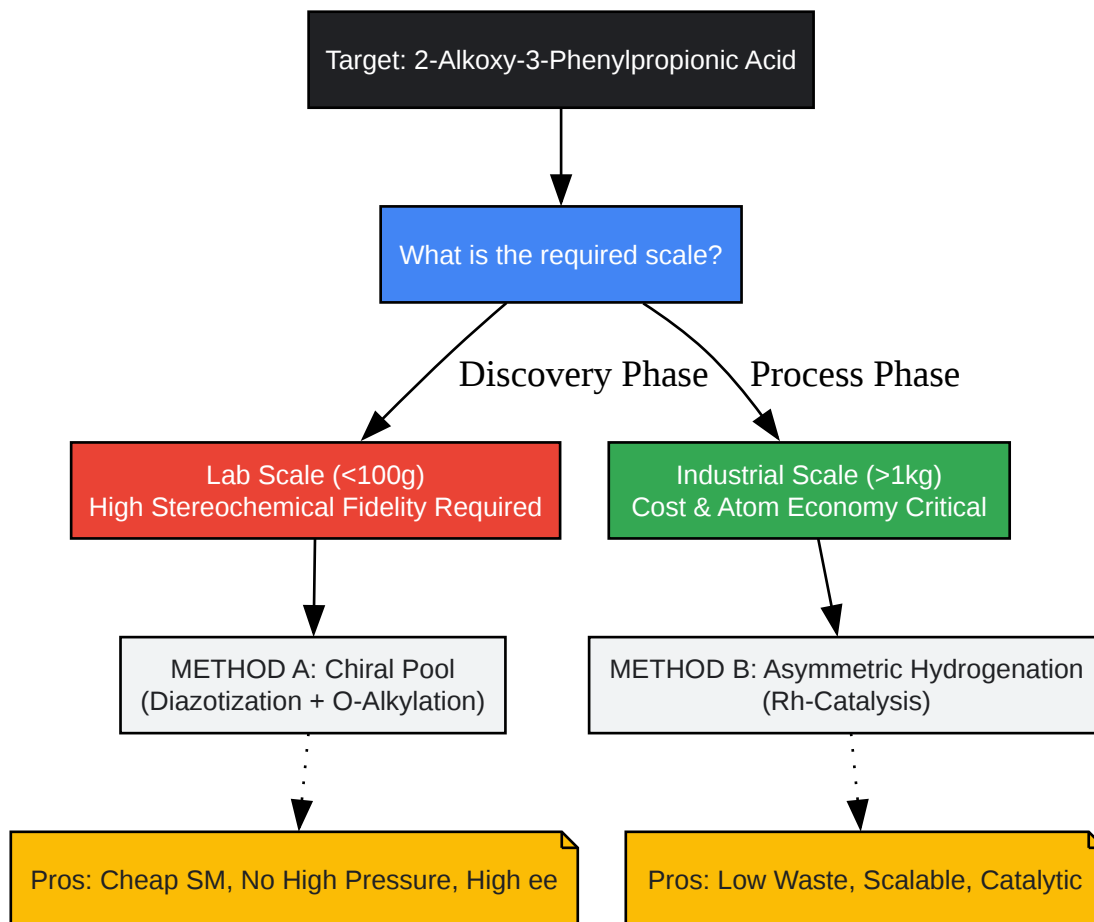 Target: 2-Alkoxy-3-Phenylpropionic Acid
What is the required scale?
Discovery Phase
Process Phase
Lab Scale (<100g)
High Stereochemical Fidelity Required
Industrial Scale (>1kg)
Cost & Atom Economy Critical
METHOD A: Chiral Pool
(Diazotization + O-Alkylation)
METHOD B: Asymmetric Hydrogenation
(Rh-Catalysis)
Pros: Cheap SM, No High Pressure, High ee
Pros: Low Waste, Scalable, Catalytic